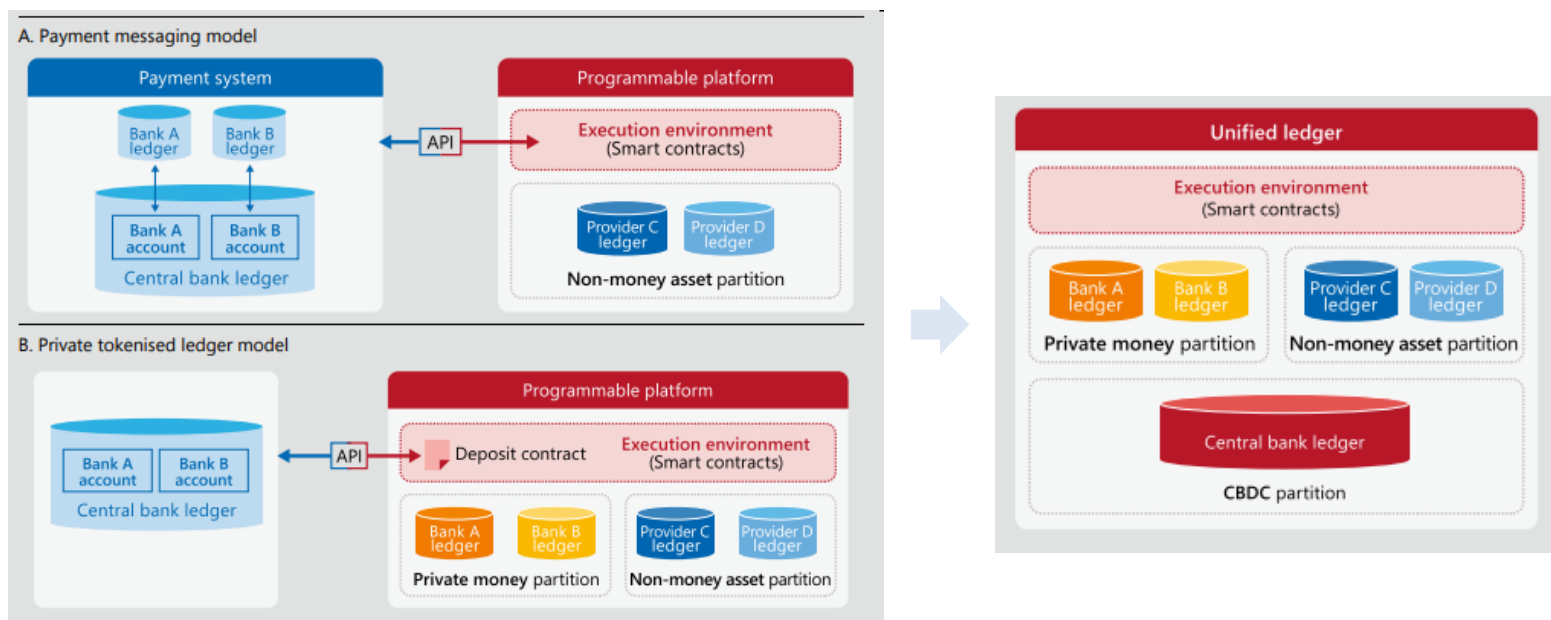 A. Payment messaging model
Payment system
Bank A
ledger
Bank B
ledger
Bank A
account
Bank B
account
Central bank ledger
API
Programmable platform
Execution environment
(Smart contracts)
Provider C
ledger
Provider D
ledger
Non-money asset partition
B. Private tokenised ledger model
Bank A
account
Bank B
account
Central bank ledger
API
Programmable platform
Deposit contract
Execution environment
(Smart contracts)
Bank A
ledger
Bank B
ledger
Private money partition
Provider C
ledger
Provider D
ledger
Non-money asset partition
Unified ledger
Execution environment
(Smart contracts)
Bank A
ledger
Bank B
ledger
Private money partition
Provider C
ledger
Provider D
ledger
Non-money asset partition
Central bank ledger
CBDC partition